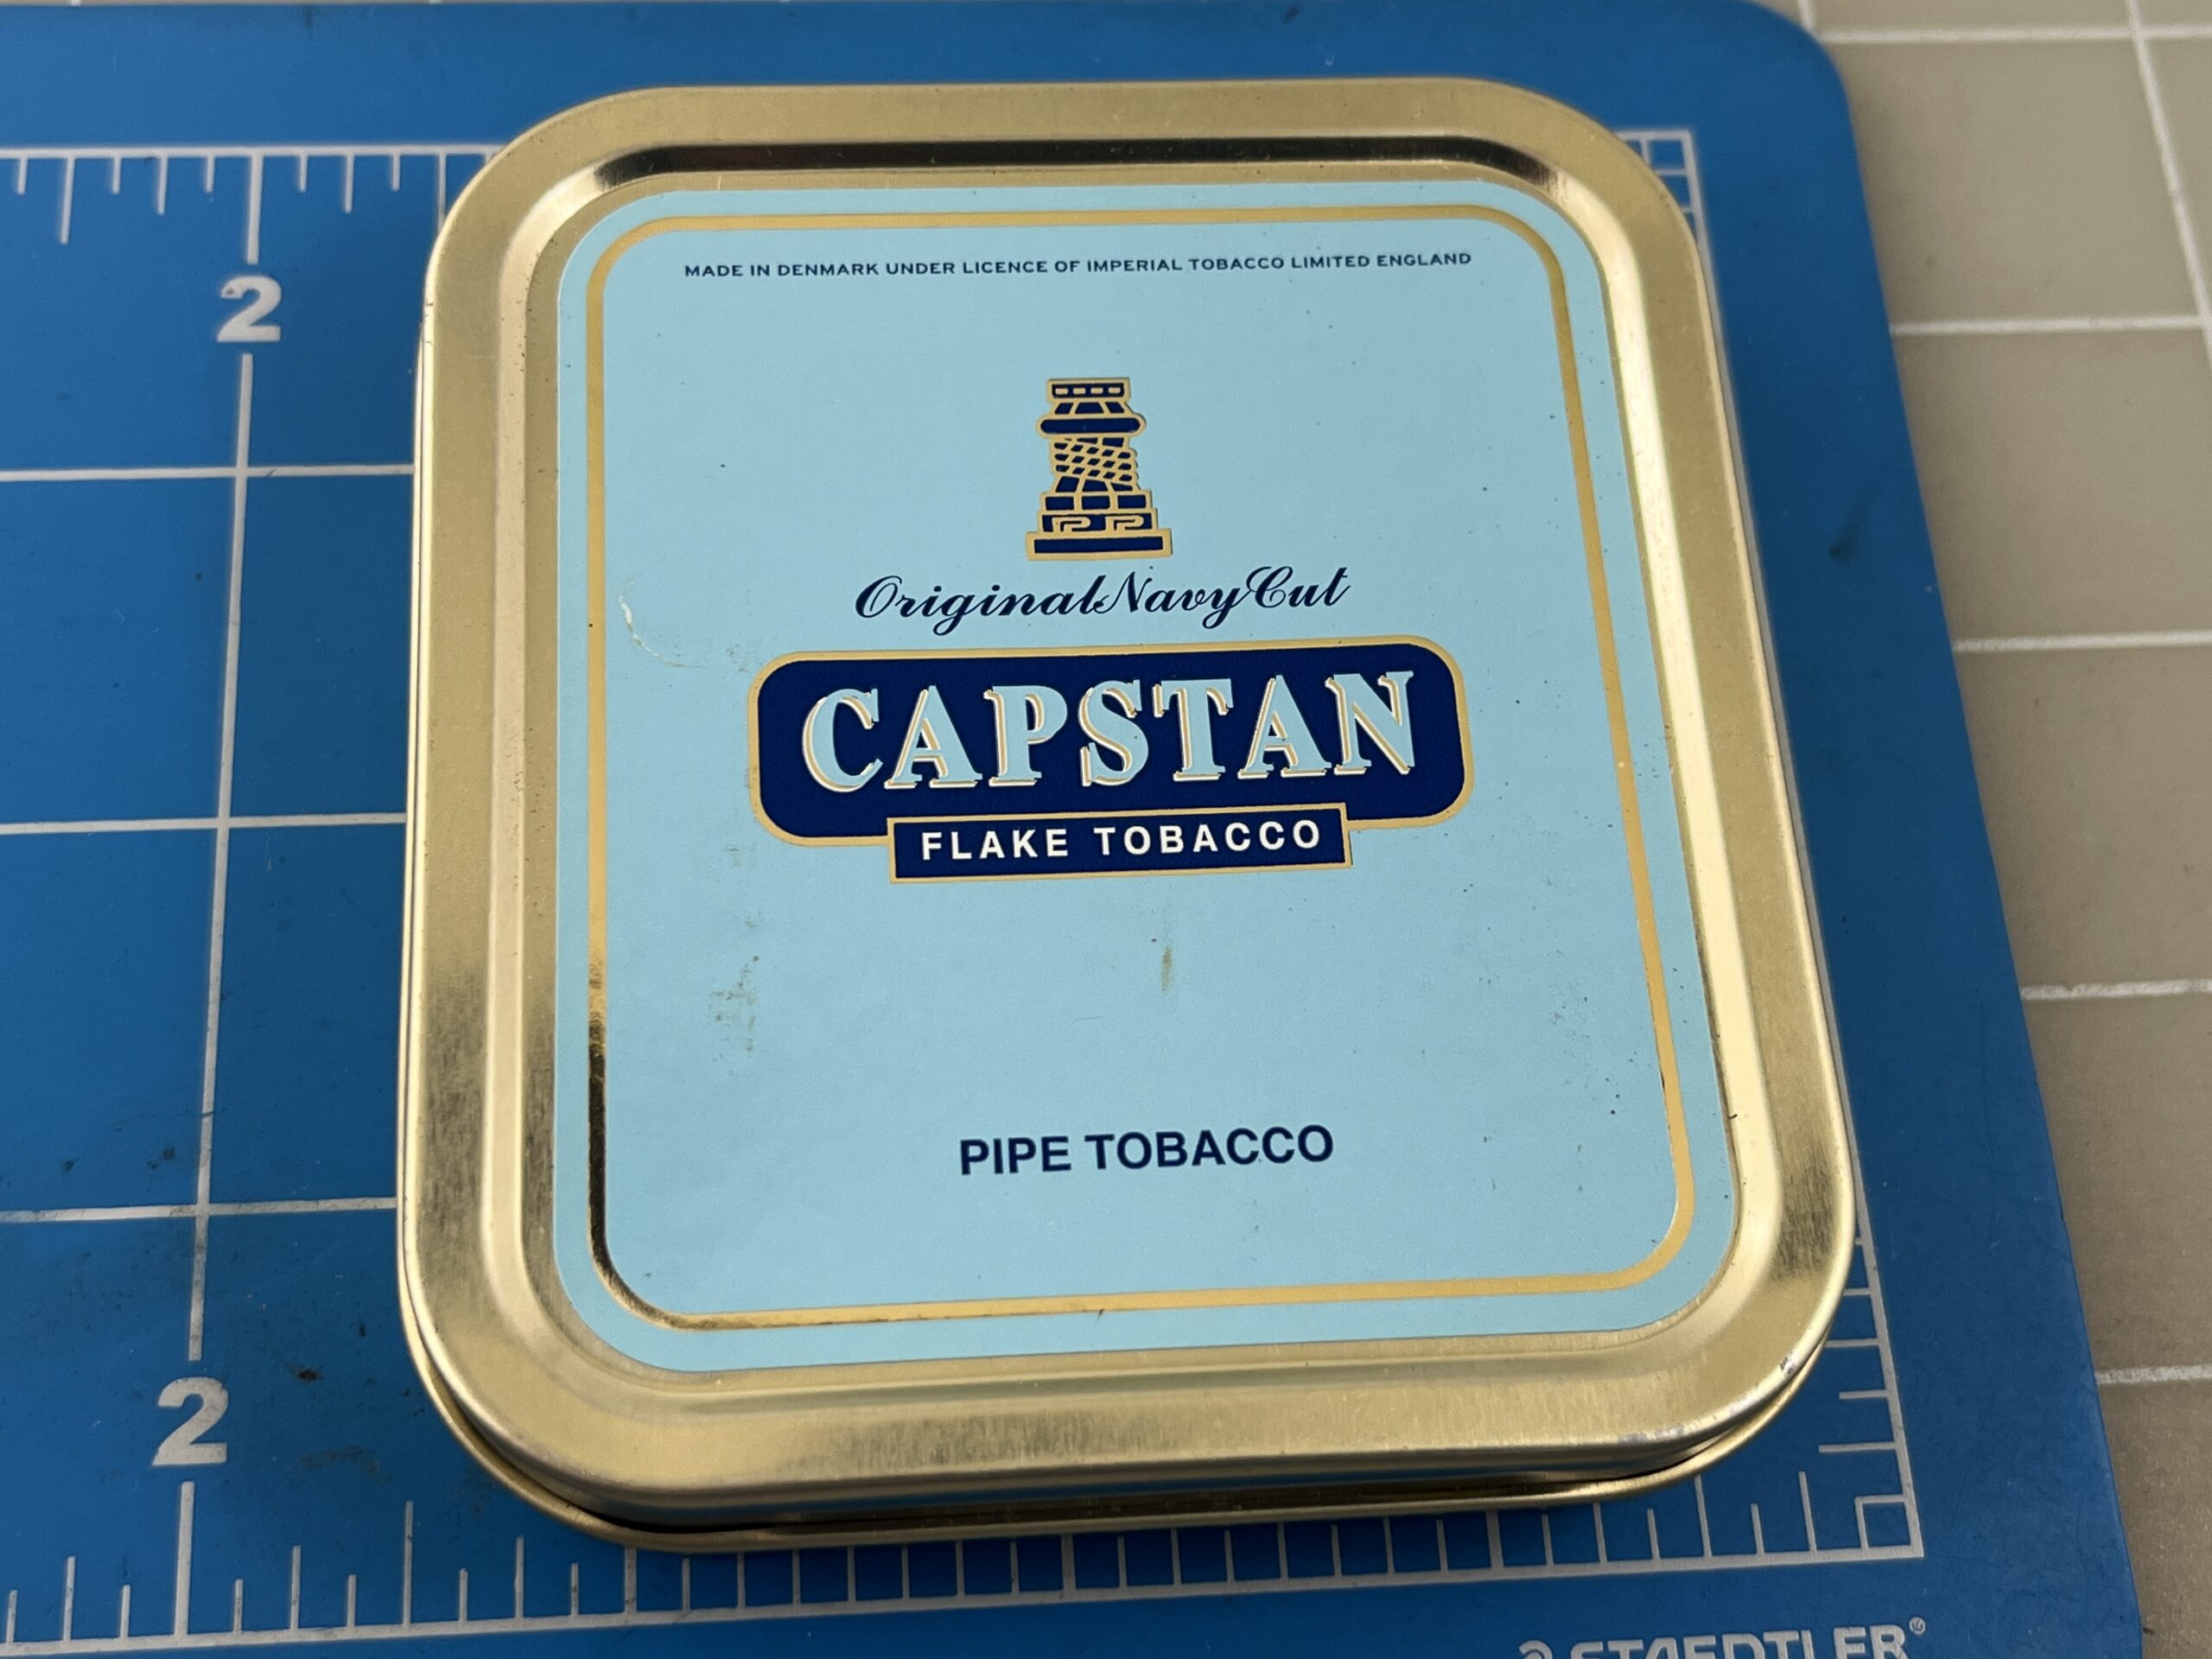 2
MADE IN DENMARK UNDER LICENCE OF IMPERIAL TOBACCO LIMITED ENGLAND
Original Navy Cut
CAPSTAN
FLAKE TOBACCO
PIPE TOBACCO
2
STAEDTLER®